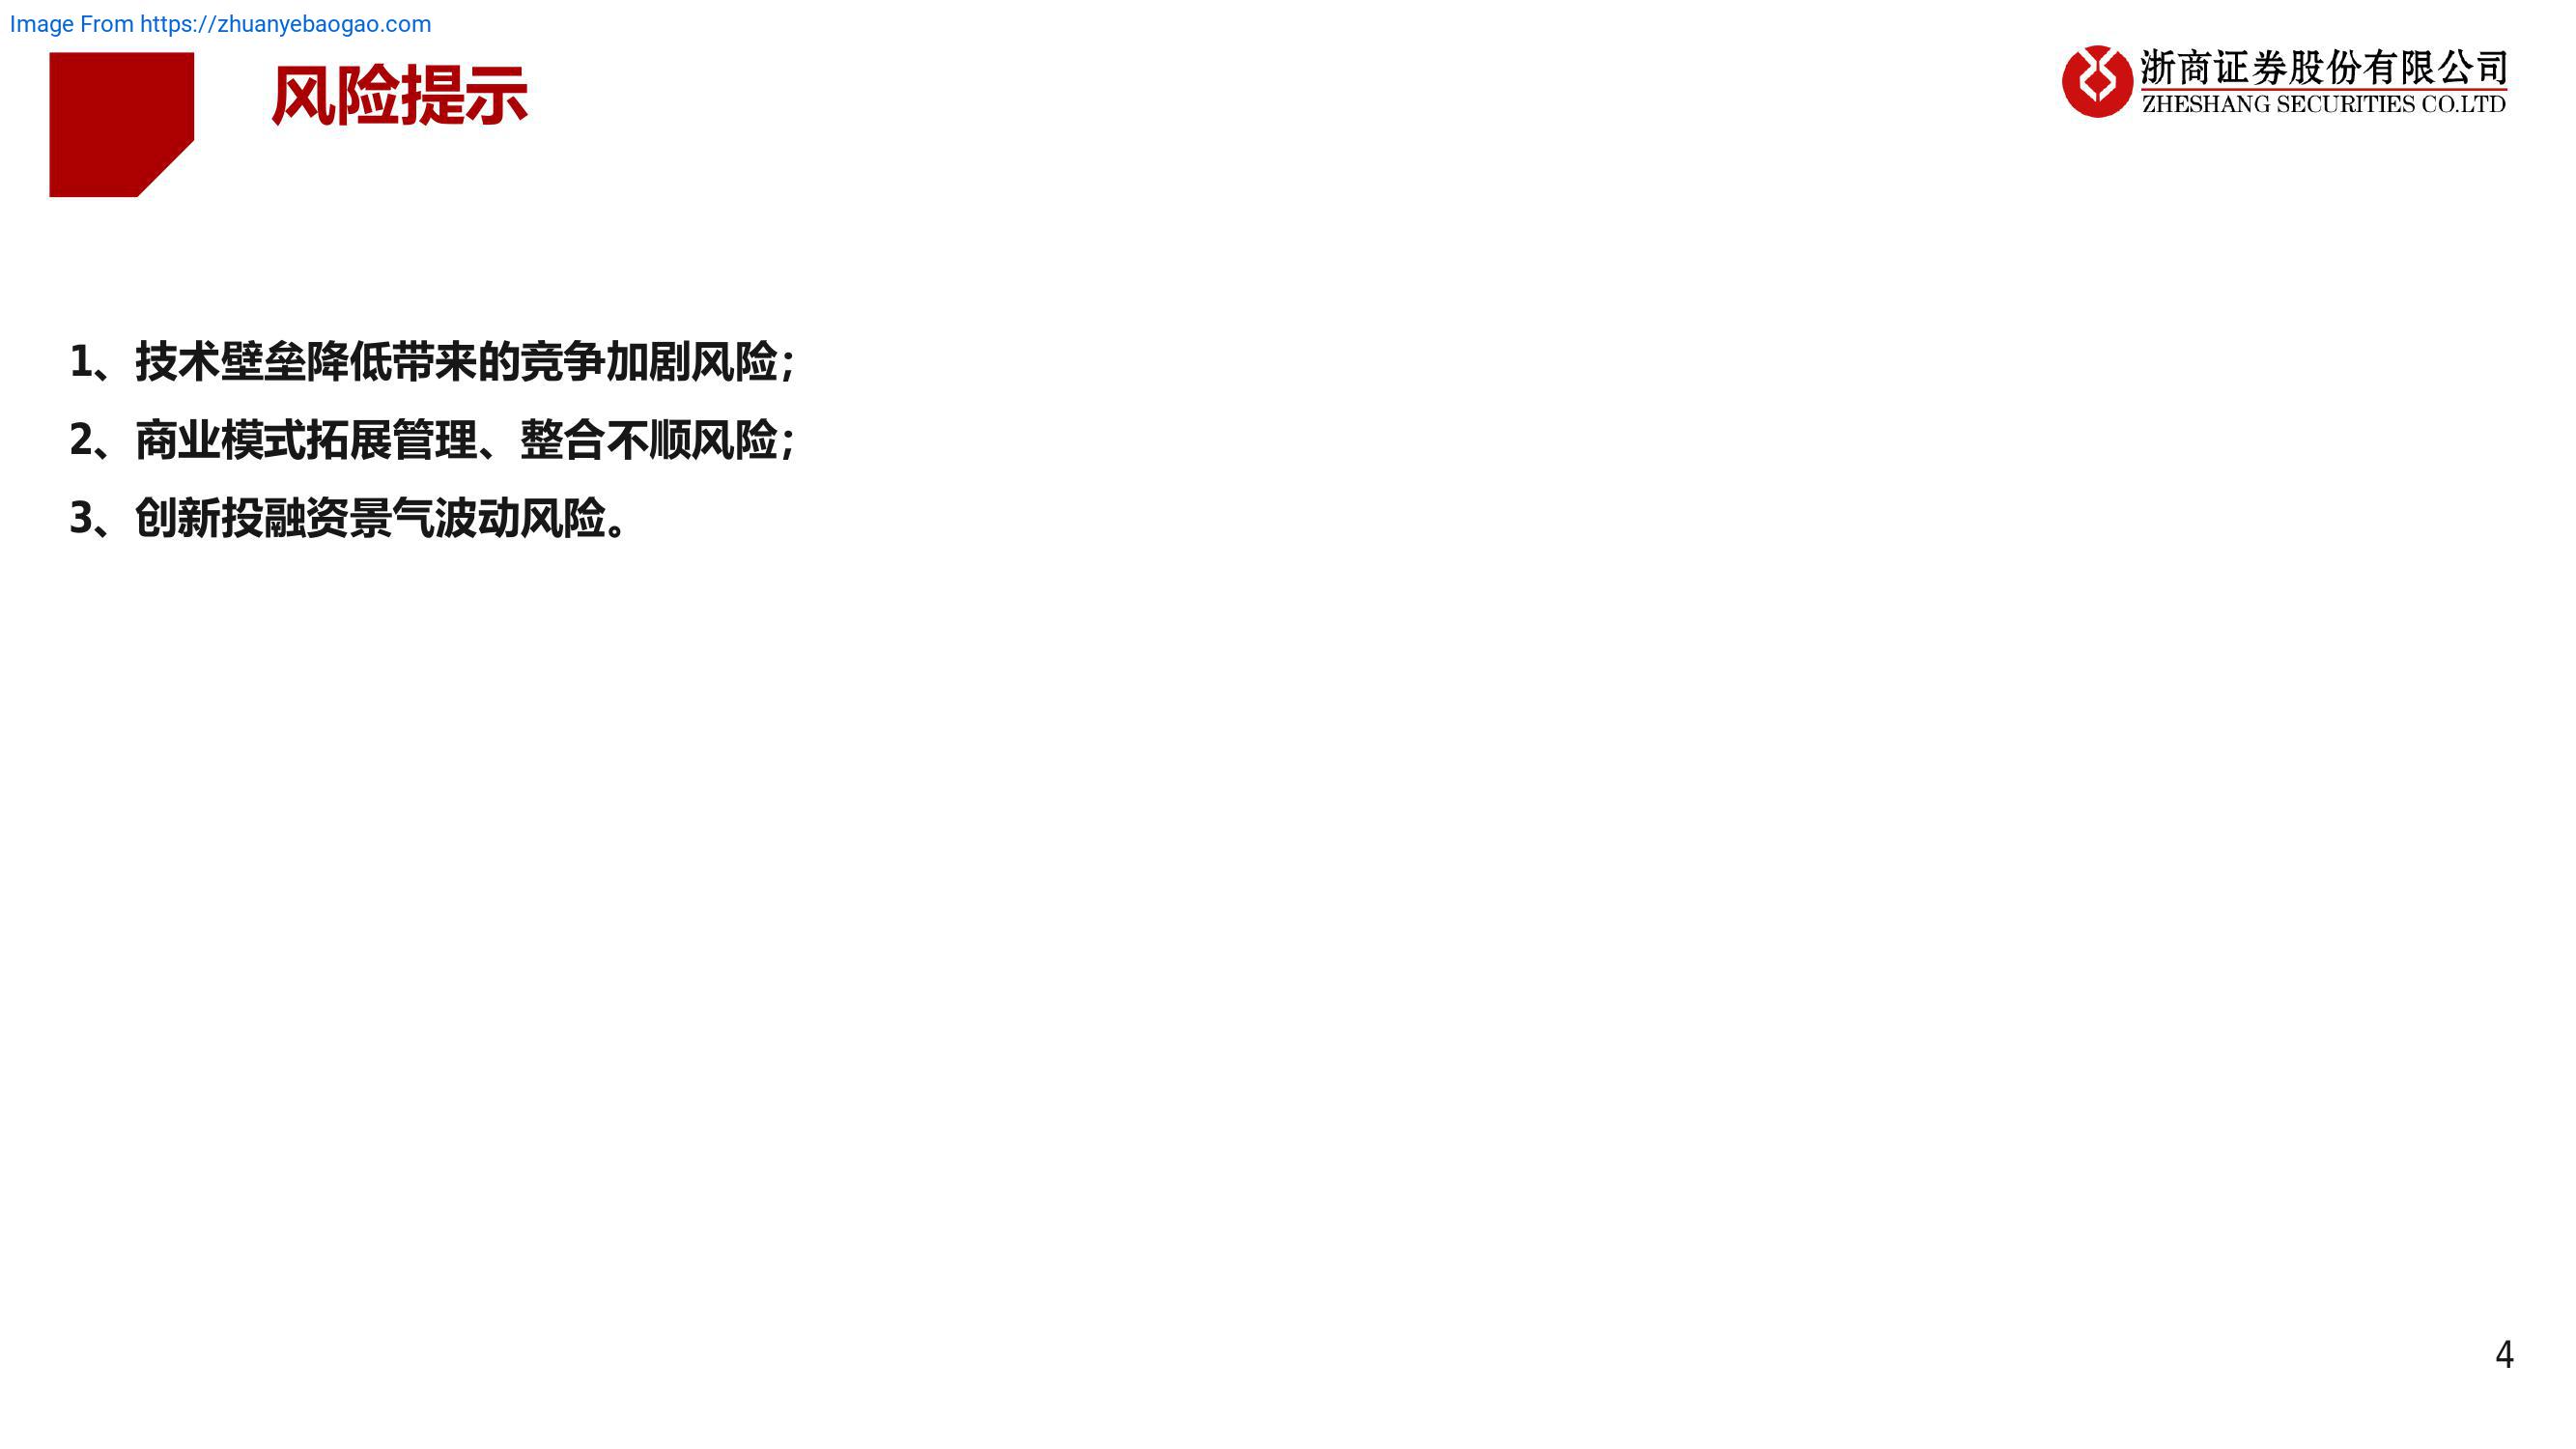 Image From https://zhuanyebaogao.com
风险提示
浙商证券股份有限公司
ZHESHANG SECURITIES CO.LTD
1、技术壁垒降低带来的竞争加剧风险；
2、商业模式拓展管理、整合不顺风险；
3、创新投融资景气波动风险。
4